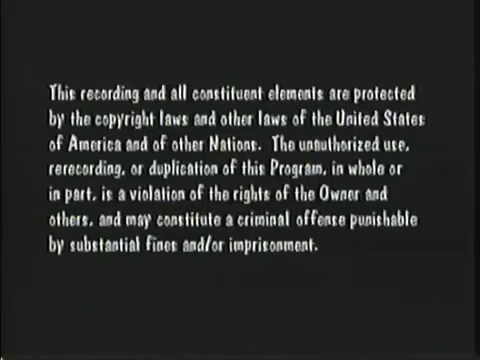 This recording and all constituent elements are protected
by the copyright laws and other laws of the United States
of America and of other Nations. The unauthorized use,
rerecording, or duplication of this Program, in whole or
in part, is a violation of the rights of the Owner and
others, and may constitute a criminal offense punishable
by substantial fines and/or imprisonment.